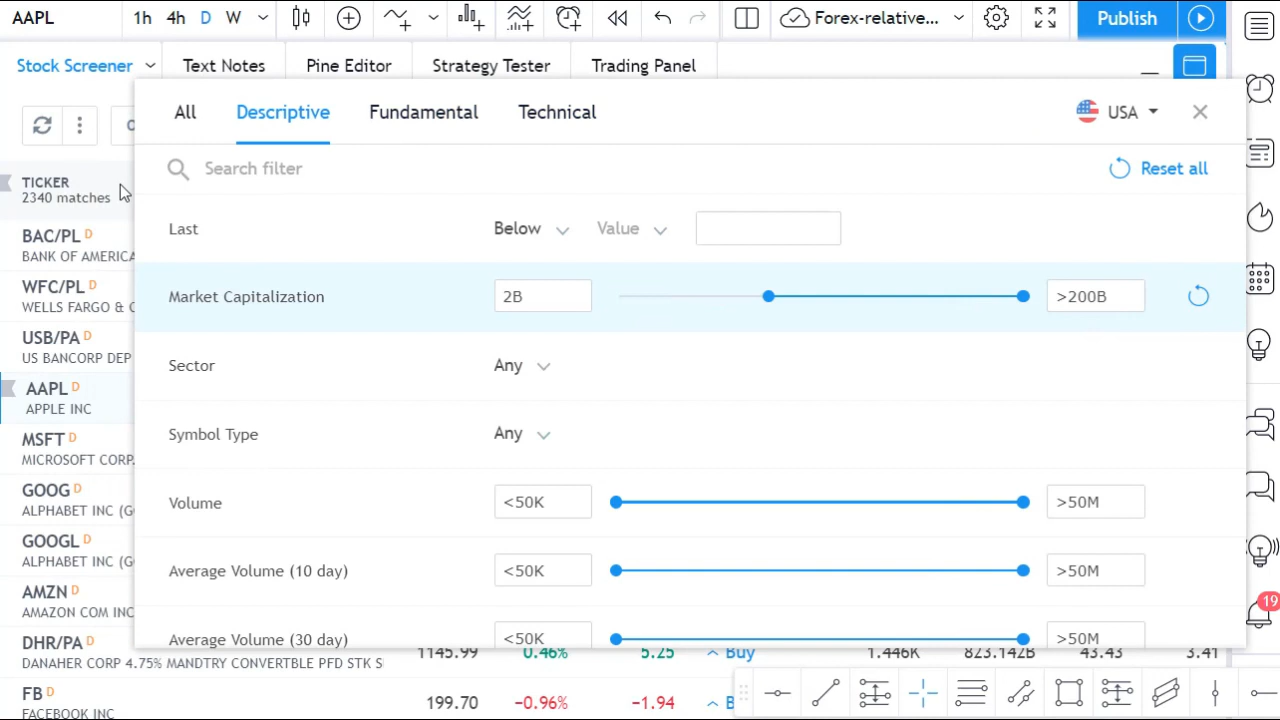 AAPL 1h 4h D W Forex-relative... Publish
Stock Screener Text Notes Pine Editor Strategy Tester Trading Panel
All Descriptive Fundamental Technical USA
Search filter Reset all
TICKER
2340 matches
Last Below Value
BAC/PL D
BANK OF AMERICA
WFC/PL D
WELLS FARGO & C
Market Capitalization 2B >200B
USB/PA D
US BANCORP DEP
Sector Any
AAPL D
APPLE INC
MSFT D
MICROSOFT CORP.
Symbol Type Any
GOOG D
ALPHABET INC (GO
Volume <50K >50M
GOOGL D
ALPHABET INC (GO
Average Volume (10 day) <50K >50M
AMZN D
AMAZON COM INC
19
Average Volume (30 day) <50K >50M
DHR/PA D
DANAHER CORP 4.75% MANDTRY CONVERTBLE PFD STK S
1145.99 0.46% 5.25 Buy 1.446K 823.142B 43.43 3.41
FB D
FACEBOOK INC
199.70 −0.96% −1.94